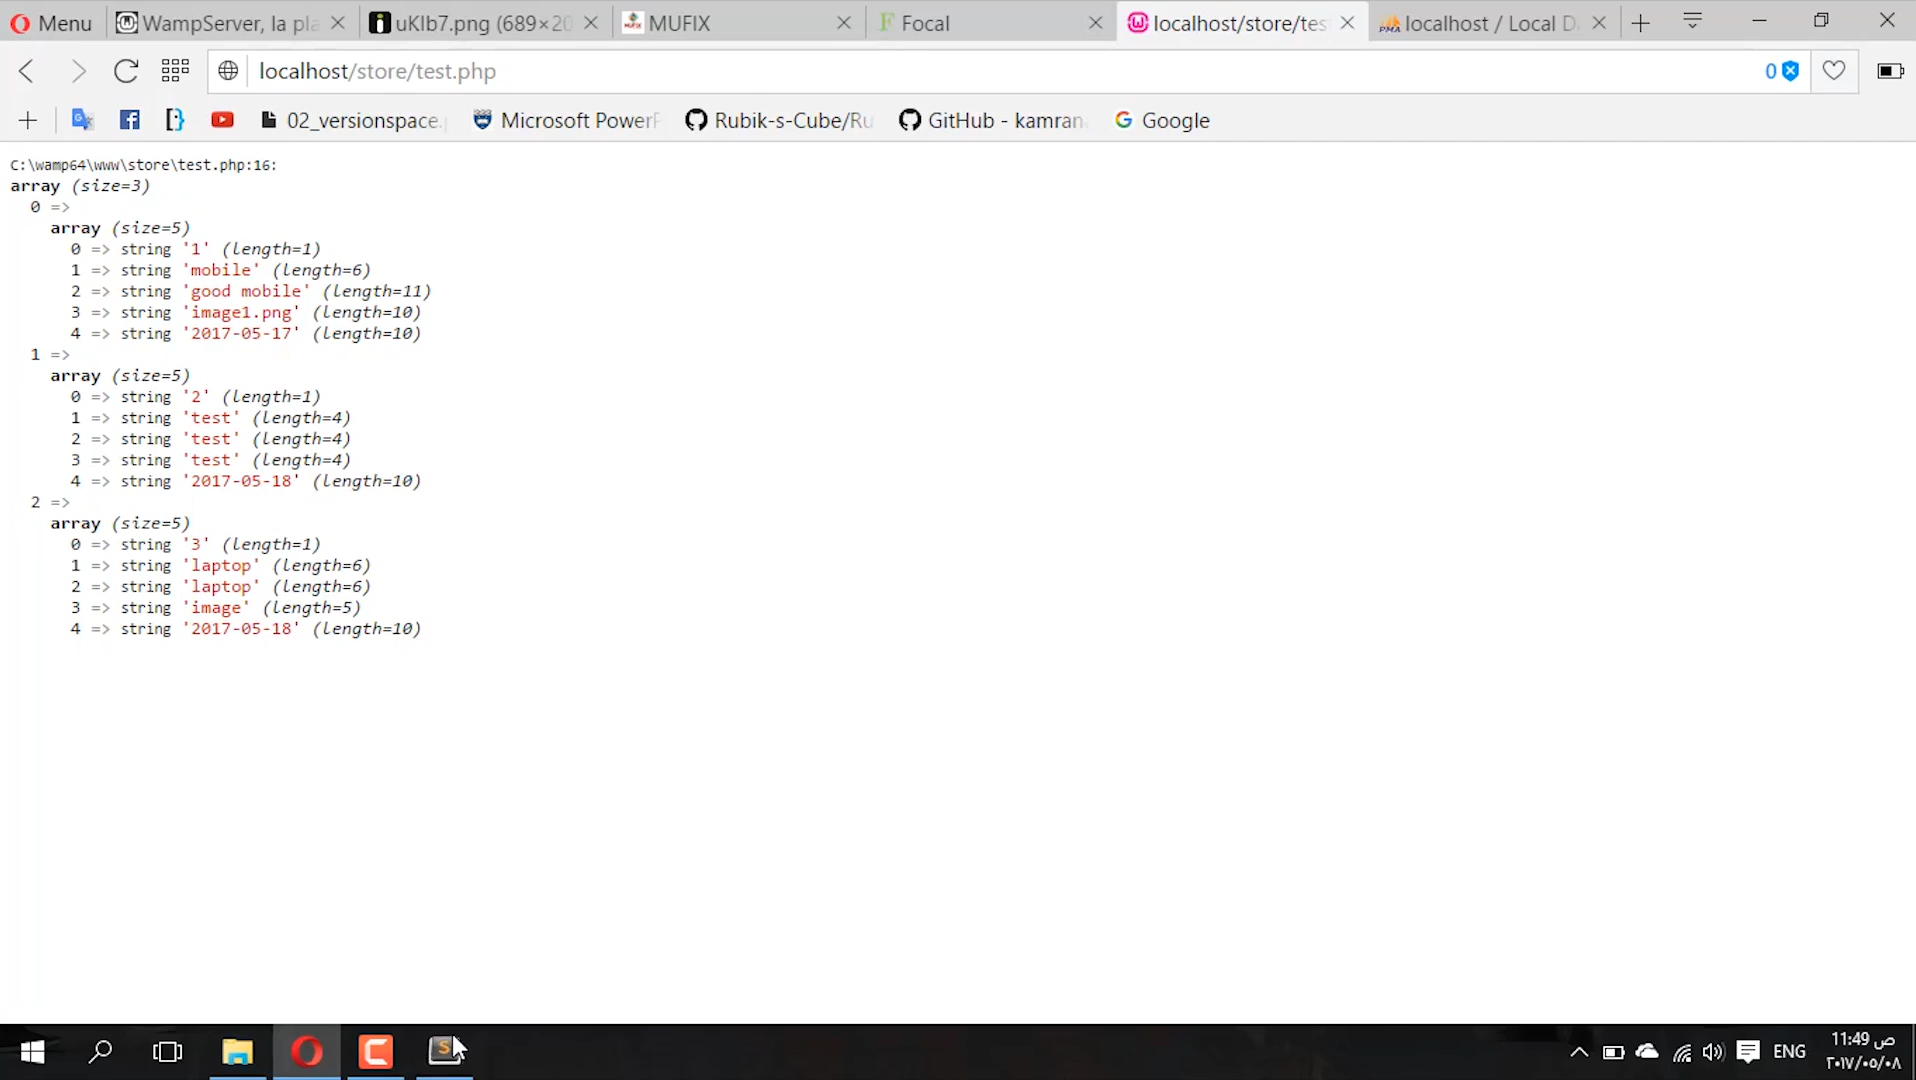 Menu
WampServer, la pla
uKlb7.png (689×20
MUFIX
Focal
localhost/store/tes
localhost / Local D
localhost/store/test.php
0
02_versionspace.
Microsoft PowerP
Rubik-s-Cube/Ru
GitHub - kamran
Google
C:\wamp64\www\store\test.php:16:
array (size=3)
0 =>
array (size=5)
0 => string '1' (length=1)
1 => string 'mobile' (length=6)
2 => string 'good mobile' (length=11)
3 => string 'image1.png' (length=10)
4 => string '2017-05-17' (length=10)
1 =>
array (size=5)
0 => string '2' (length=1)
1 => string 'test' (length=4)
2 => string 'test' (length=4)
3 => string 'test' (length=4)
4 => string '2017-05-18' (length=10)
2 =>
array (size=5)
0 => string '3' (length=1)
1 => string 'laptop' (length=6)
2 => string 'laptop' (length=6)
3 => string 'image' (length=5)
4 => string '2017-05-18' (length=10)
ENG
11:49 ص
٢٠١٧/٠٥/٠٨